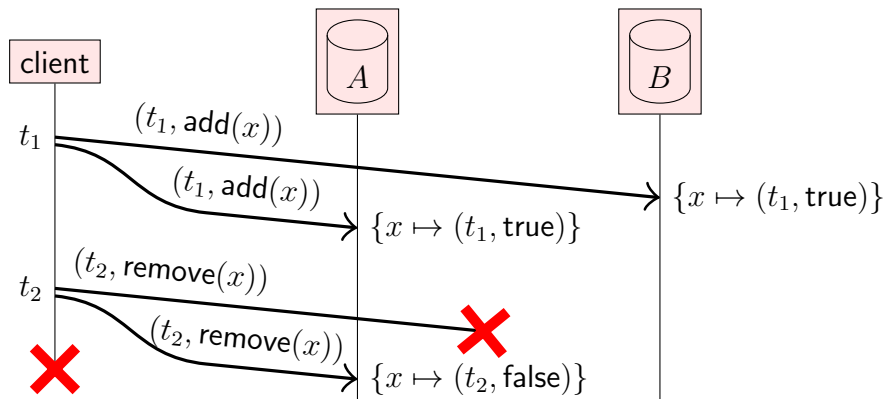 client
A
B
t₁
(t₁, add(x))
(t₁, add(x))
{x ↦ (t₁, true)}
{x ↦ (t₁, true)}
t₂
(t₂, remove(x))
(t₂, remove(x))
{x ↦ (t₂, false)}